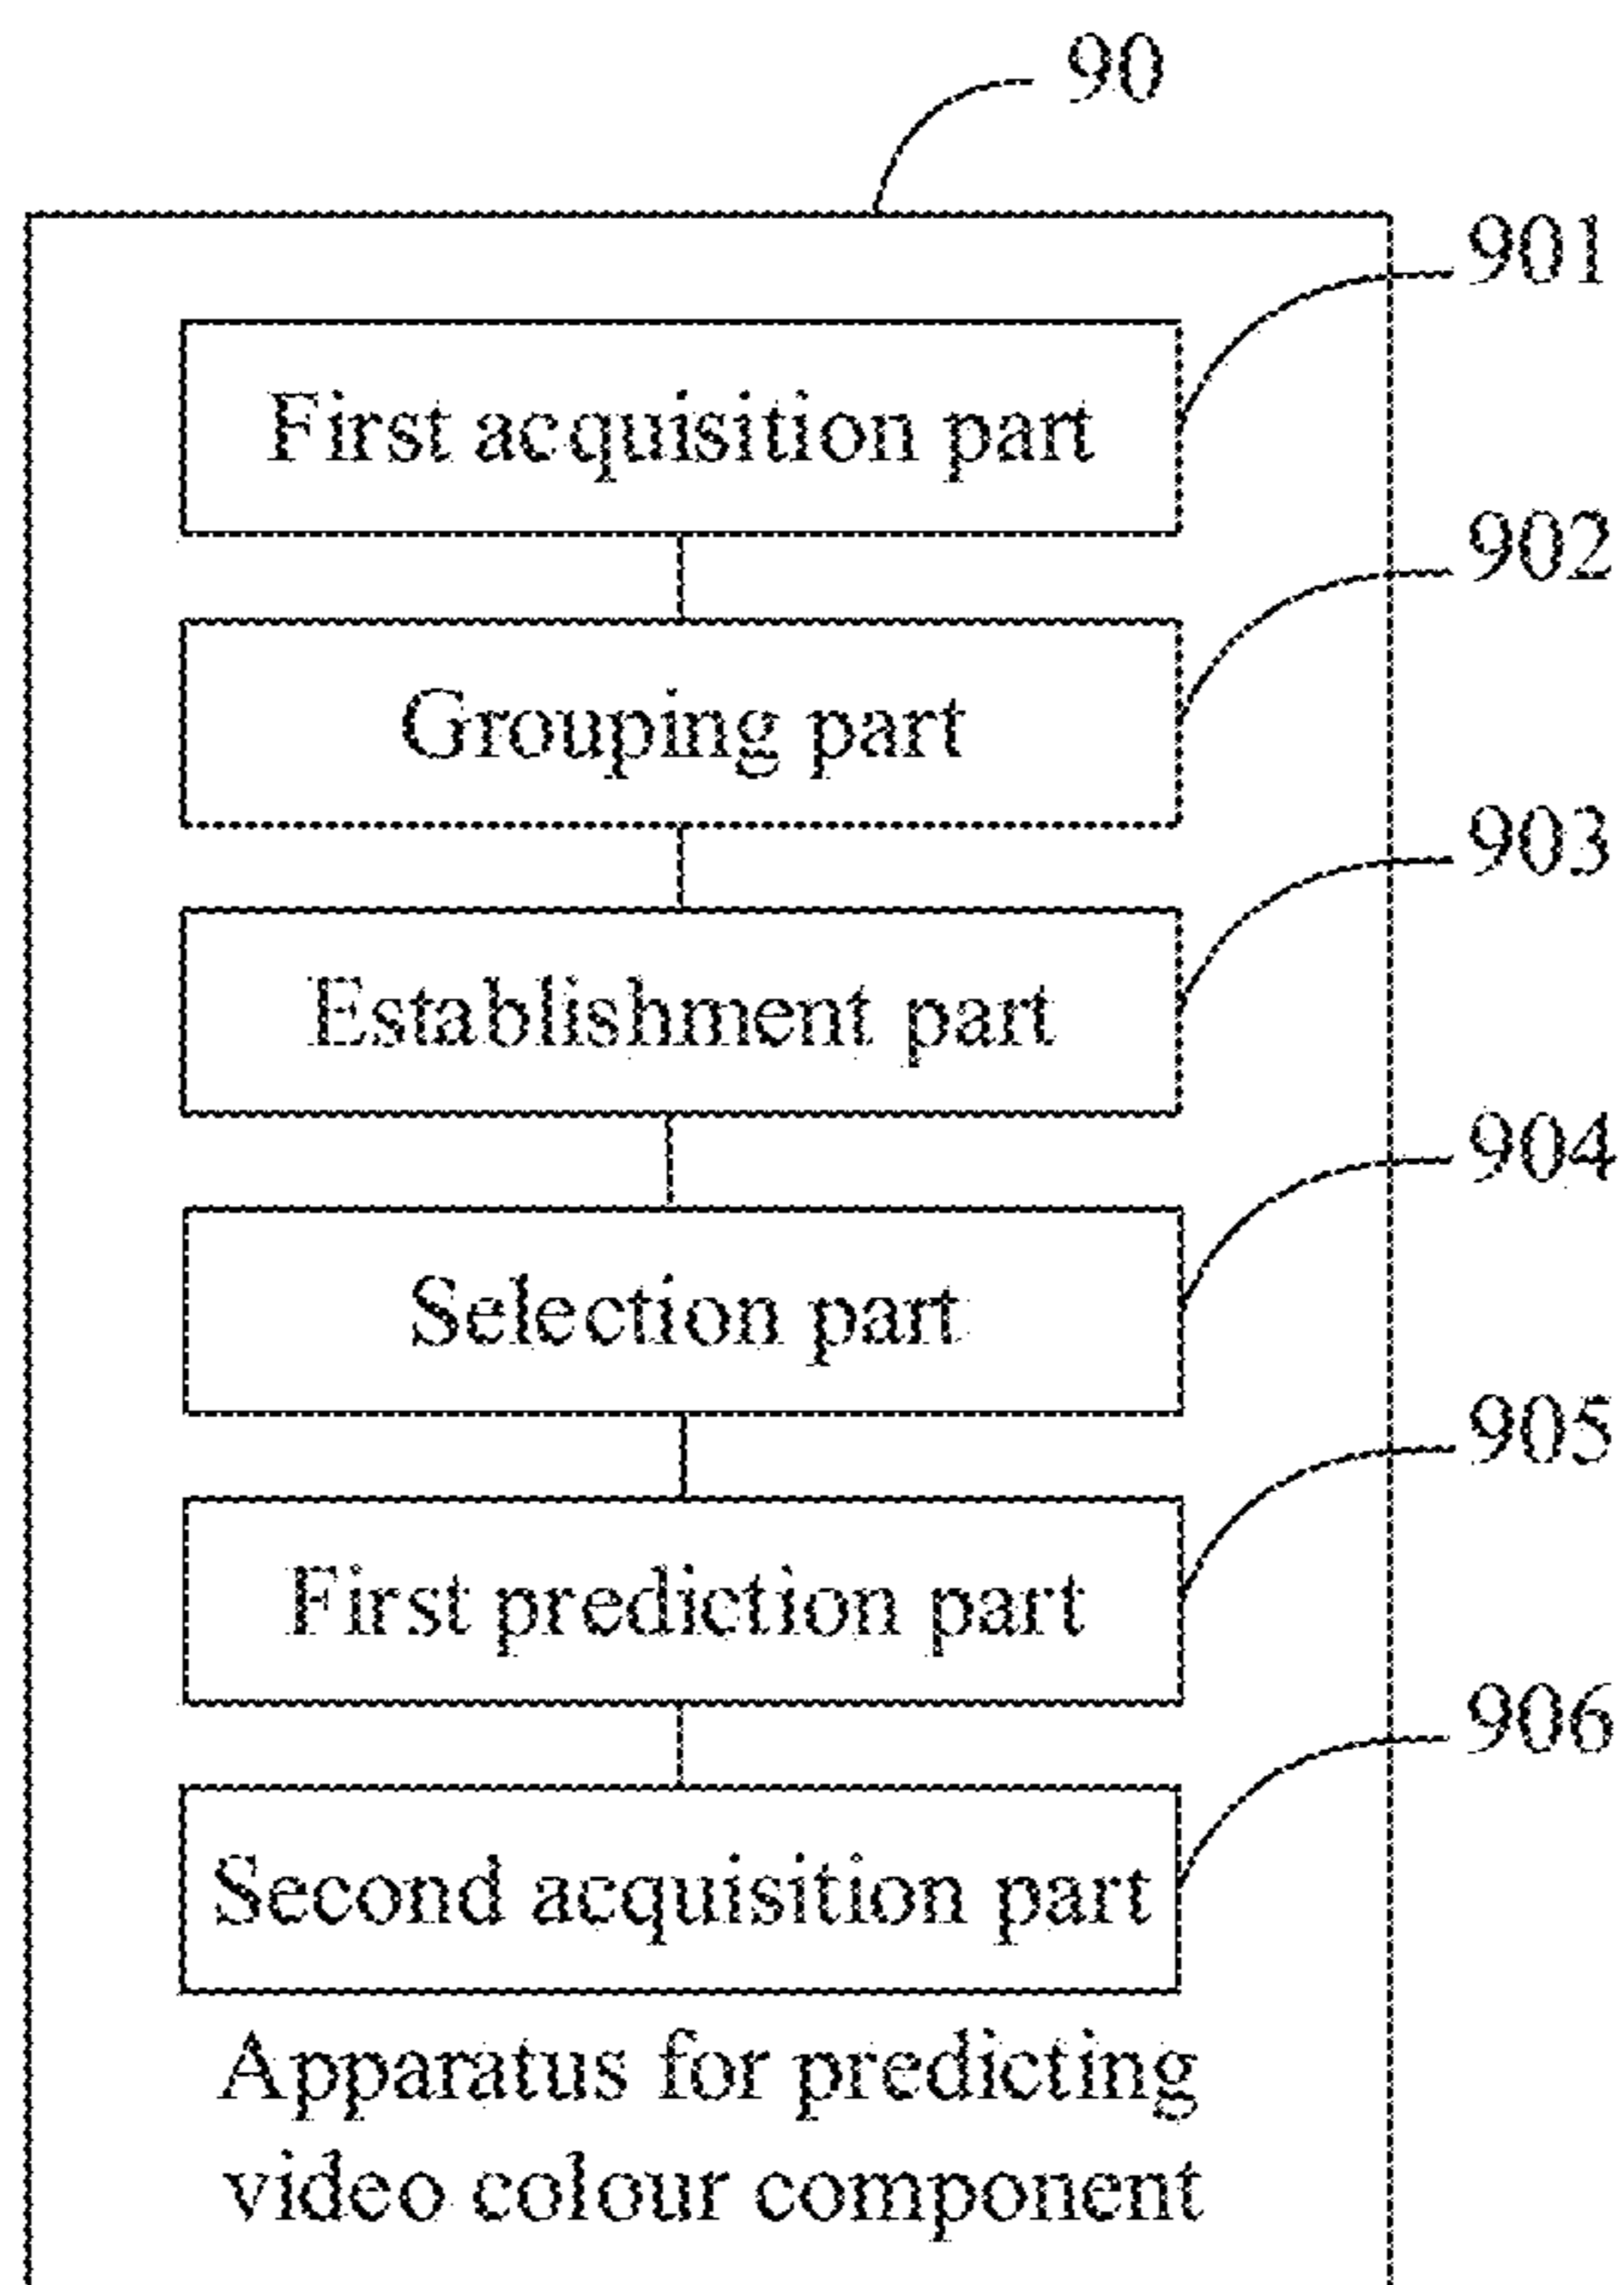 90
901
First acquisition part
902
Grouping part
903
Establishment part
904
Selection part
905
First prediction part
906
Second acquisition part
Apparatus for predicting
video colour component